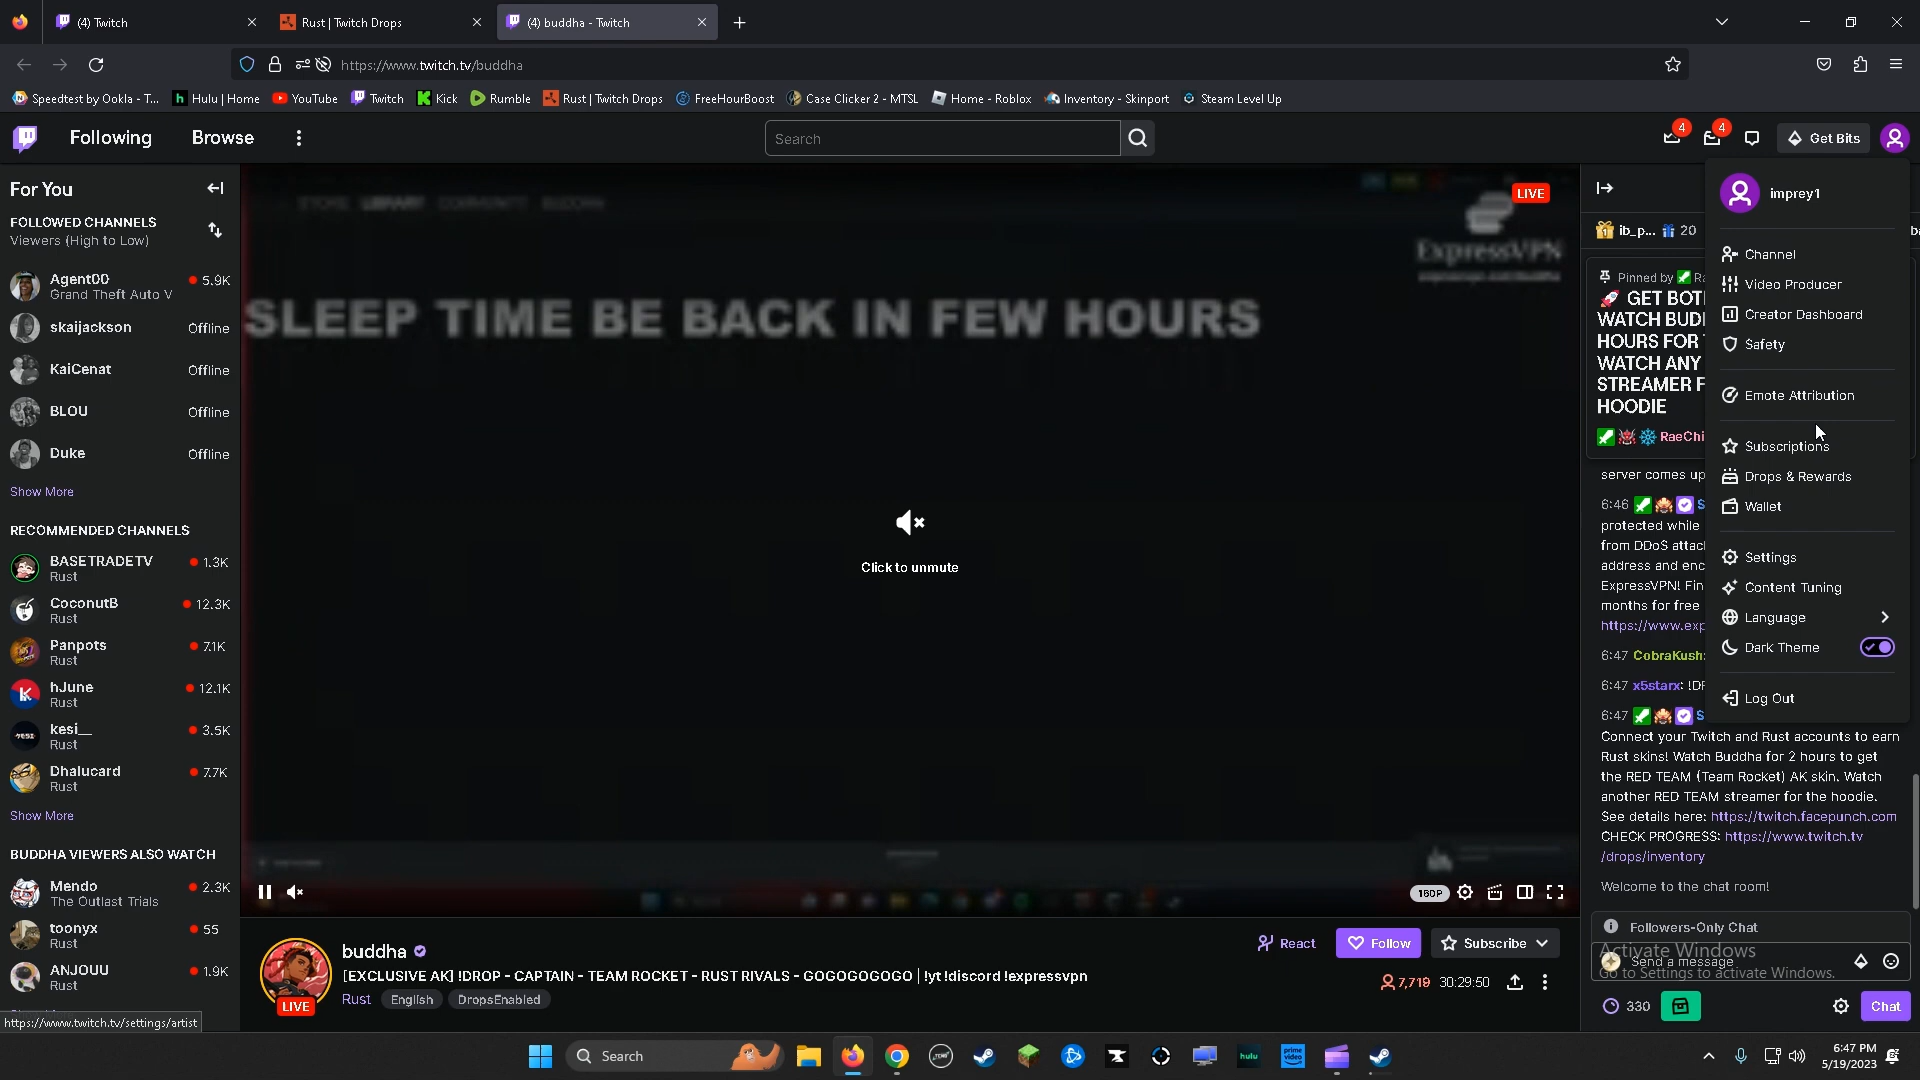 (4) Twitch
Rust | Twitch Drops
(4) buddha - Twitch
https://www.twitch.tv/buddha
Speedtest by Ookla - T...
Hulu | Home
YouTube
Twitch
Kick
Rumble
Rust | Twitch Drops
FreeHourBoost
Case Clicker 2 - MTSL
Home - Roblox
Inventory - Skinport
Steam Level Up
Following
Browse
Search
4
4
Get Bits
For You
FOLLOWED CHANNELS
Viewers (High to Low)
Agent00
5.9K
Grand Theft Auto V
skaijackson
Offline
KaiCenat
Offline
BLOU
Offline
Duke
Offline
Show More
RECOMMENDED CHANNELS
BASETRADETV
1.3K
Rust
CoconutB
12.3K
Rust
Panpots
7.1K
Rust
hJune
12.1K
Rust
kesi__
3.5K
Rust
Dhalucard
7.7K
Rust
Show More
BUDDHA VIEWERS ALSO WATCH
Mendo
2.3K
The Outlast Trials
toonyx
55
Rust
ANJOUU
1.9K
Rust
https://www.twitch.tv/settings/artist
STORE LIBRARY COMMUNITY BUDDHA
LIVE
ExpressVPN
SLEEP TIME BE BACK IN FEW HOURS
Click to unmute
160P
buddha
React
Follow
Subscribe
[EXCLUSIVE AK] !DROP - CAPTAIN - TEAM ROCKET - RUST RIVALS - GOGOGOGOGO | !yt !discord !expressvpn
7,719
30:29:50
Rust
English
DropsEnabled
LIVE
ib_p...
20
Pinned by
GET BOT
WATCH BUD
HOURS FOR
WATCH ANY
STREAMER F
HOODIE
RaeChi
server comes up
6:46
protected while
from DDoS attac
address and enc
ExpressVPN! Fin
months for free
https://www.exp
6:47 CobraKush:
6:47 x5starx: !DR
6:47
Connect your Twitch and Rust accounts to earn
Rust skins! Watch Buddha for 2 hours to get
the RED TEAM (Team Rocket) AK skin. Watch
another RED TEAM streamer for the hoodie.
See details here: https://twitch.facepunch.com
CHECK PROGRESS: https://www.twitch.tv
/drops/inventory
Welcome to the chat room!
Followers-Only Chat
Activate Windows
Send a message
Go to Settings to activate Windows.
330
Chat
imprey1
Channel
Video Producer
Creator Dashboard
Safety
Emote Attribution
Subscriptions
Drops & Rewards
Wallet
Settings
Content Tuning
Language
Dark Theme
Log Out
Search
hulu
prime video
6:47 PM
5/19/2023